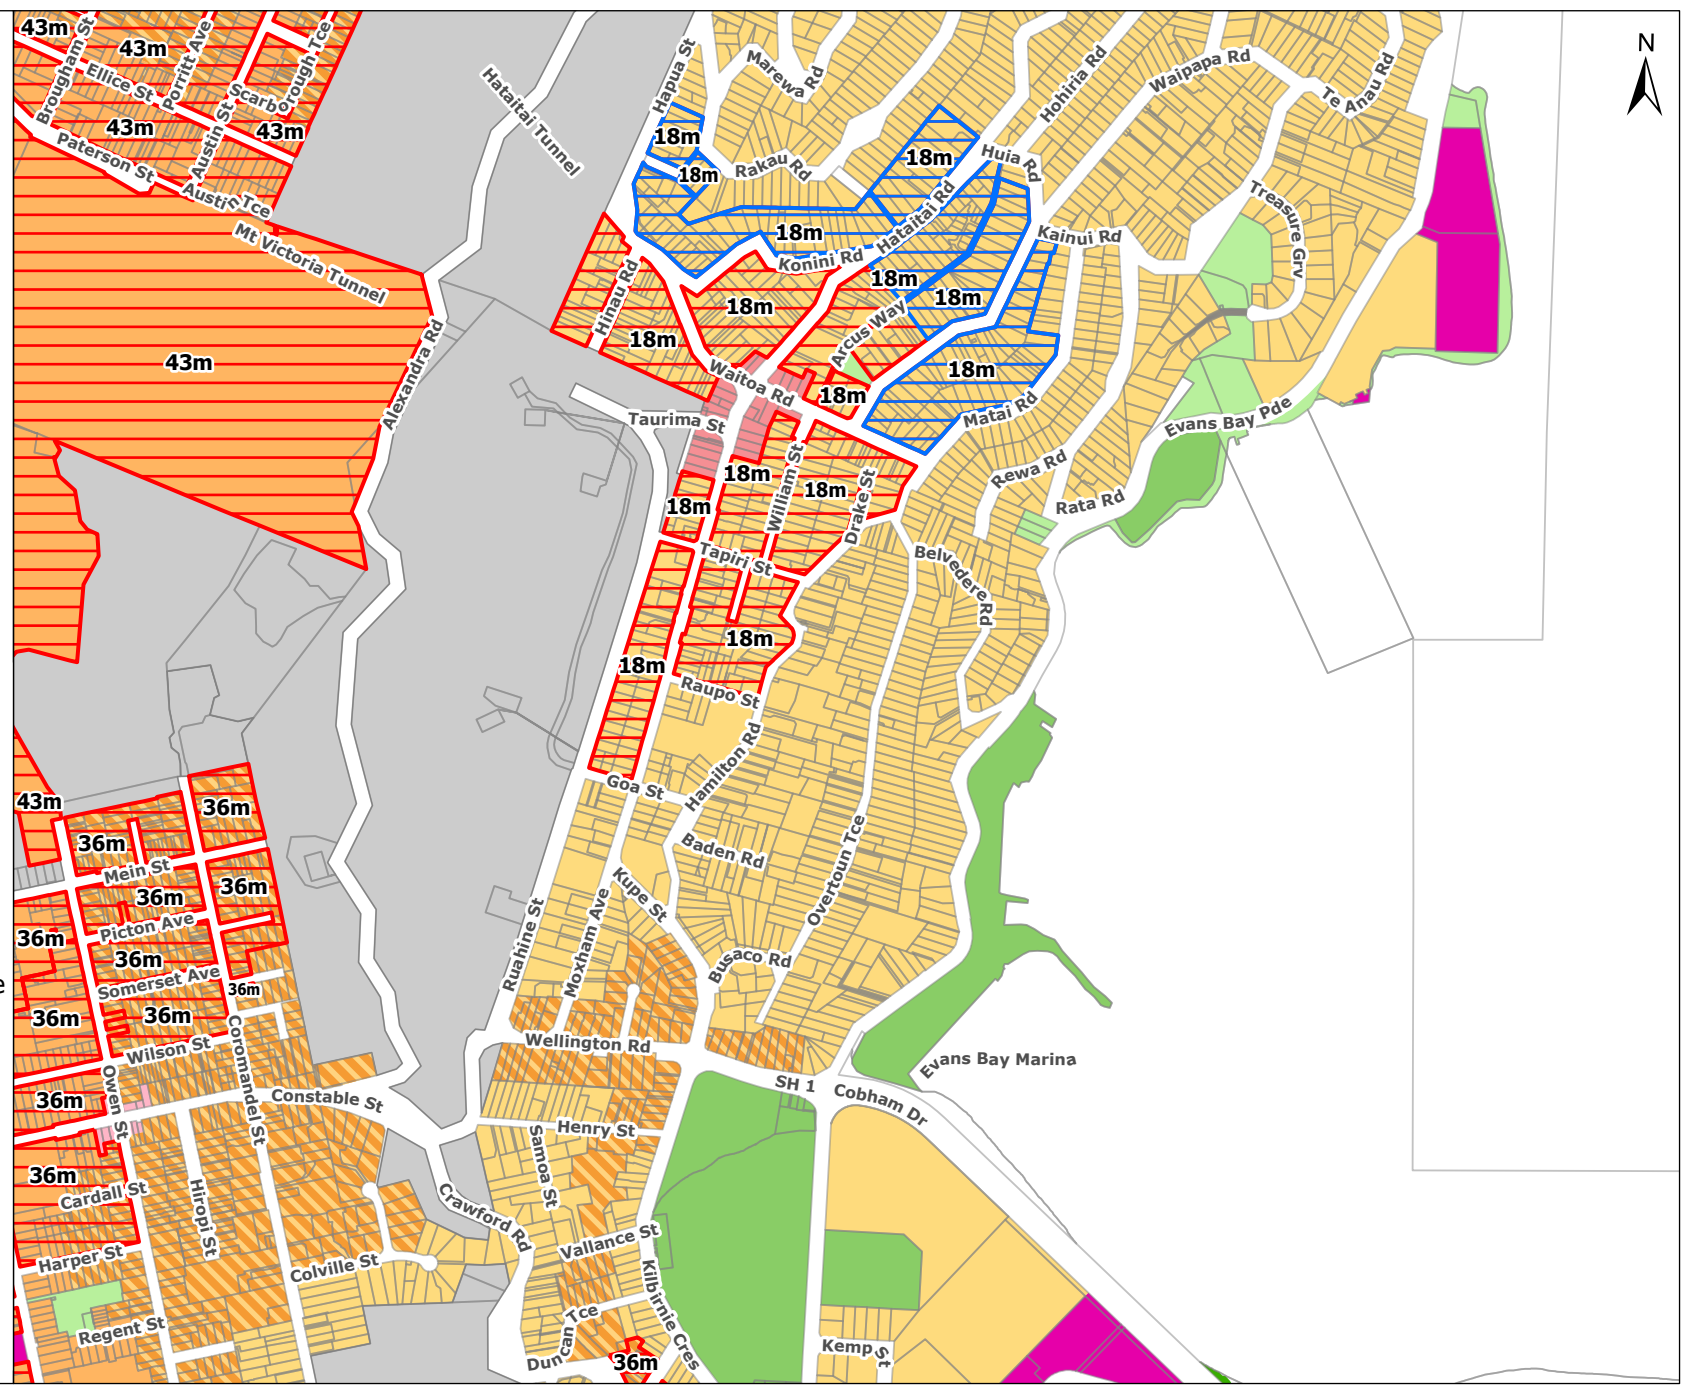 43m
Brougham St
43m
Porritt Ave
Scarborough Tce
Ellice St
43m
Austin St
43m
Paterson St
Austin Tce
Mt Victoria Tunnel
Hataitai Tunnel
43m
Alexandra Rd
Hapua St
Marewa Rd
Hohiria Rd
Waipapa Rd
Te Anau Rd
N
18m
18m
Rakau Rd
18m
Huia Rd
Hataitai Rd
Treasure Grv
18m
Konini Rd
Kainui Rd
18m
18m
Hinau Rd
18m
18m
Arcus Way
18m
Waitoa Rd
18m
Taurima St
Matai Rd
Evans Bay Pde
18m
William St
18m
Drake St
18m
Rewa Rd
Rata Rd
Tapiri St
Belvedere Rd
18m
18m
Raupo St
Hamilton Rd
Goa St
43m
36m
36m
Mein St
36m
36m
Picton Ave
36m
36m
Somerset Ave
36m
36m
36m
Wilson St
Coromandel St
Owen St
36m
Constable St
36m
Cardall St
Hiropi St
Harper St
Colville St
Regent St
Baden Rd
Kupe St
Overtoun Tce
Moxham Ave
Ruahine St
Busaco Rd
Wellington Rd
SH 1
Cobham Dr
Evans Bay Marina
Henry St
Samoa St
Crawford Rd
Vallance St
Kilbirnie Cres
Duncan Tce
36m
Kemp St
e